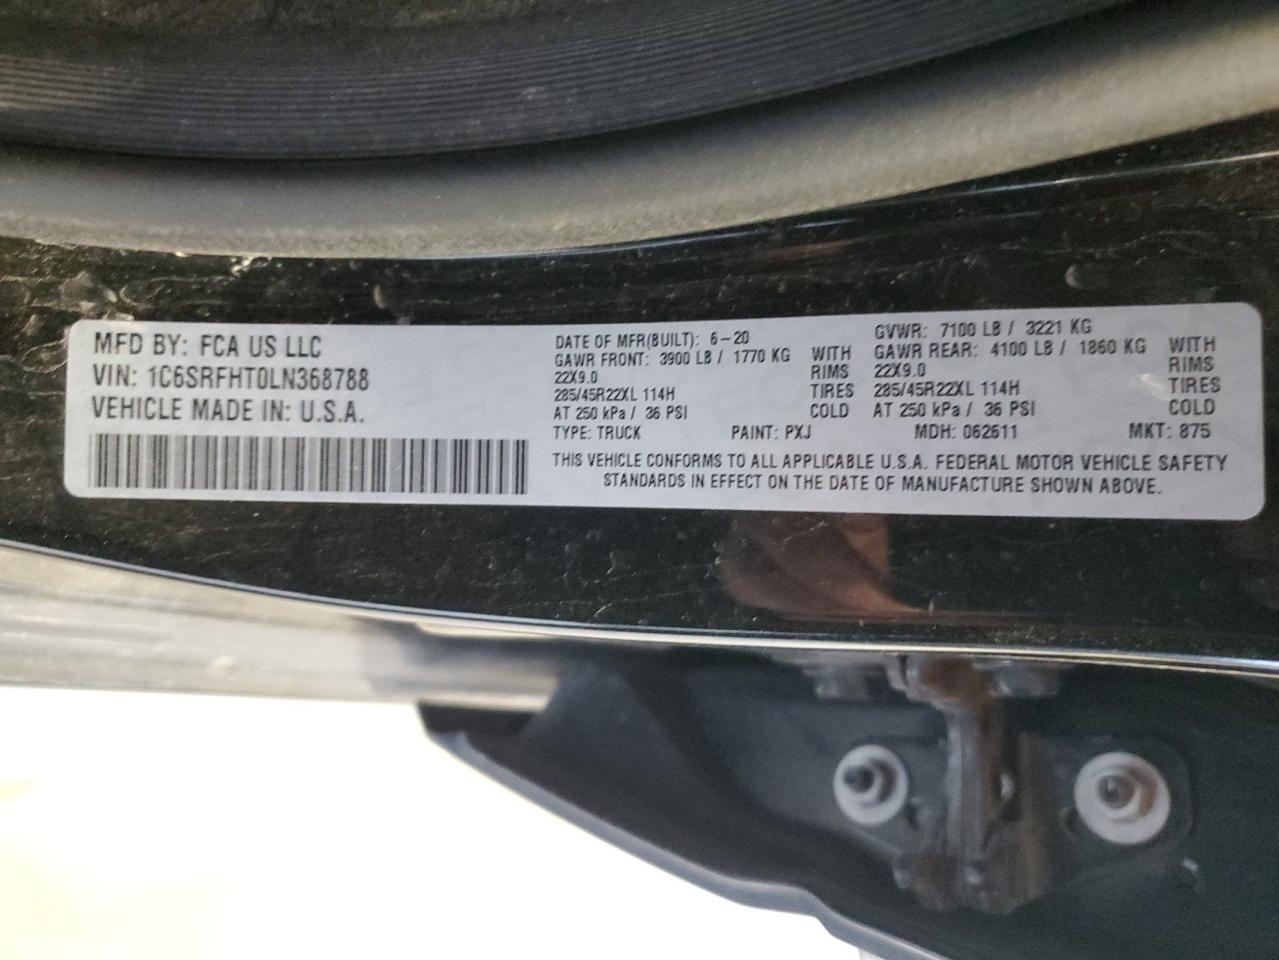 MFD BY: FCA US LLC
VIN: 1C6SRFHT0LN368788
VEHICLE MADE IN: U.S.A.
DATE OF MFR(BUILT): 6-20
GAWR FRONT: 3900 LB / 1770 KG WITH
22X9.0 RIMS
285/45R22XL 114H TIRES
AT 250 kPa / 36 PSI COLD
GVWR: 7100 LB / 3221 KG
GAWR REAR: 4100 LB / 1860 KG WITH
22X9.0 RIMS
285/45R22XL 114H TIRES
AT 250 kPa / 36 PSI COLD
TYPE: TRUCK PAINT: PXJ MDH: 062611 MKT: 875
THIS VEHICLE CONFORMS TO ALL APPLICABLE U.S.A. FEDERAL MOTOR VEHICLE SAFETY
STANDARDS IN EFFECT ON THE DATE OF MANUFACTURE SHOWN ABOVE.